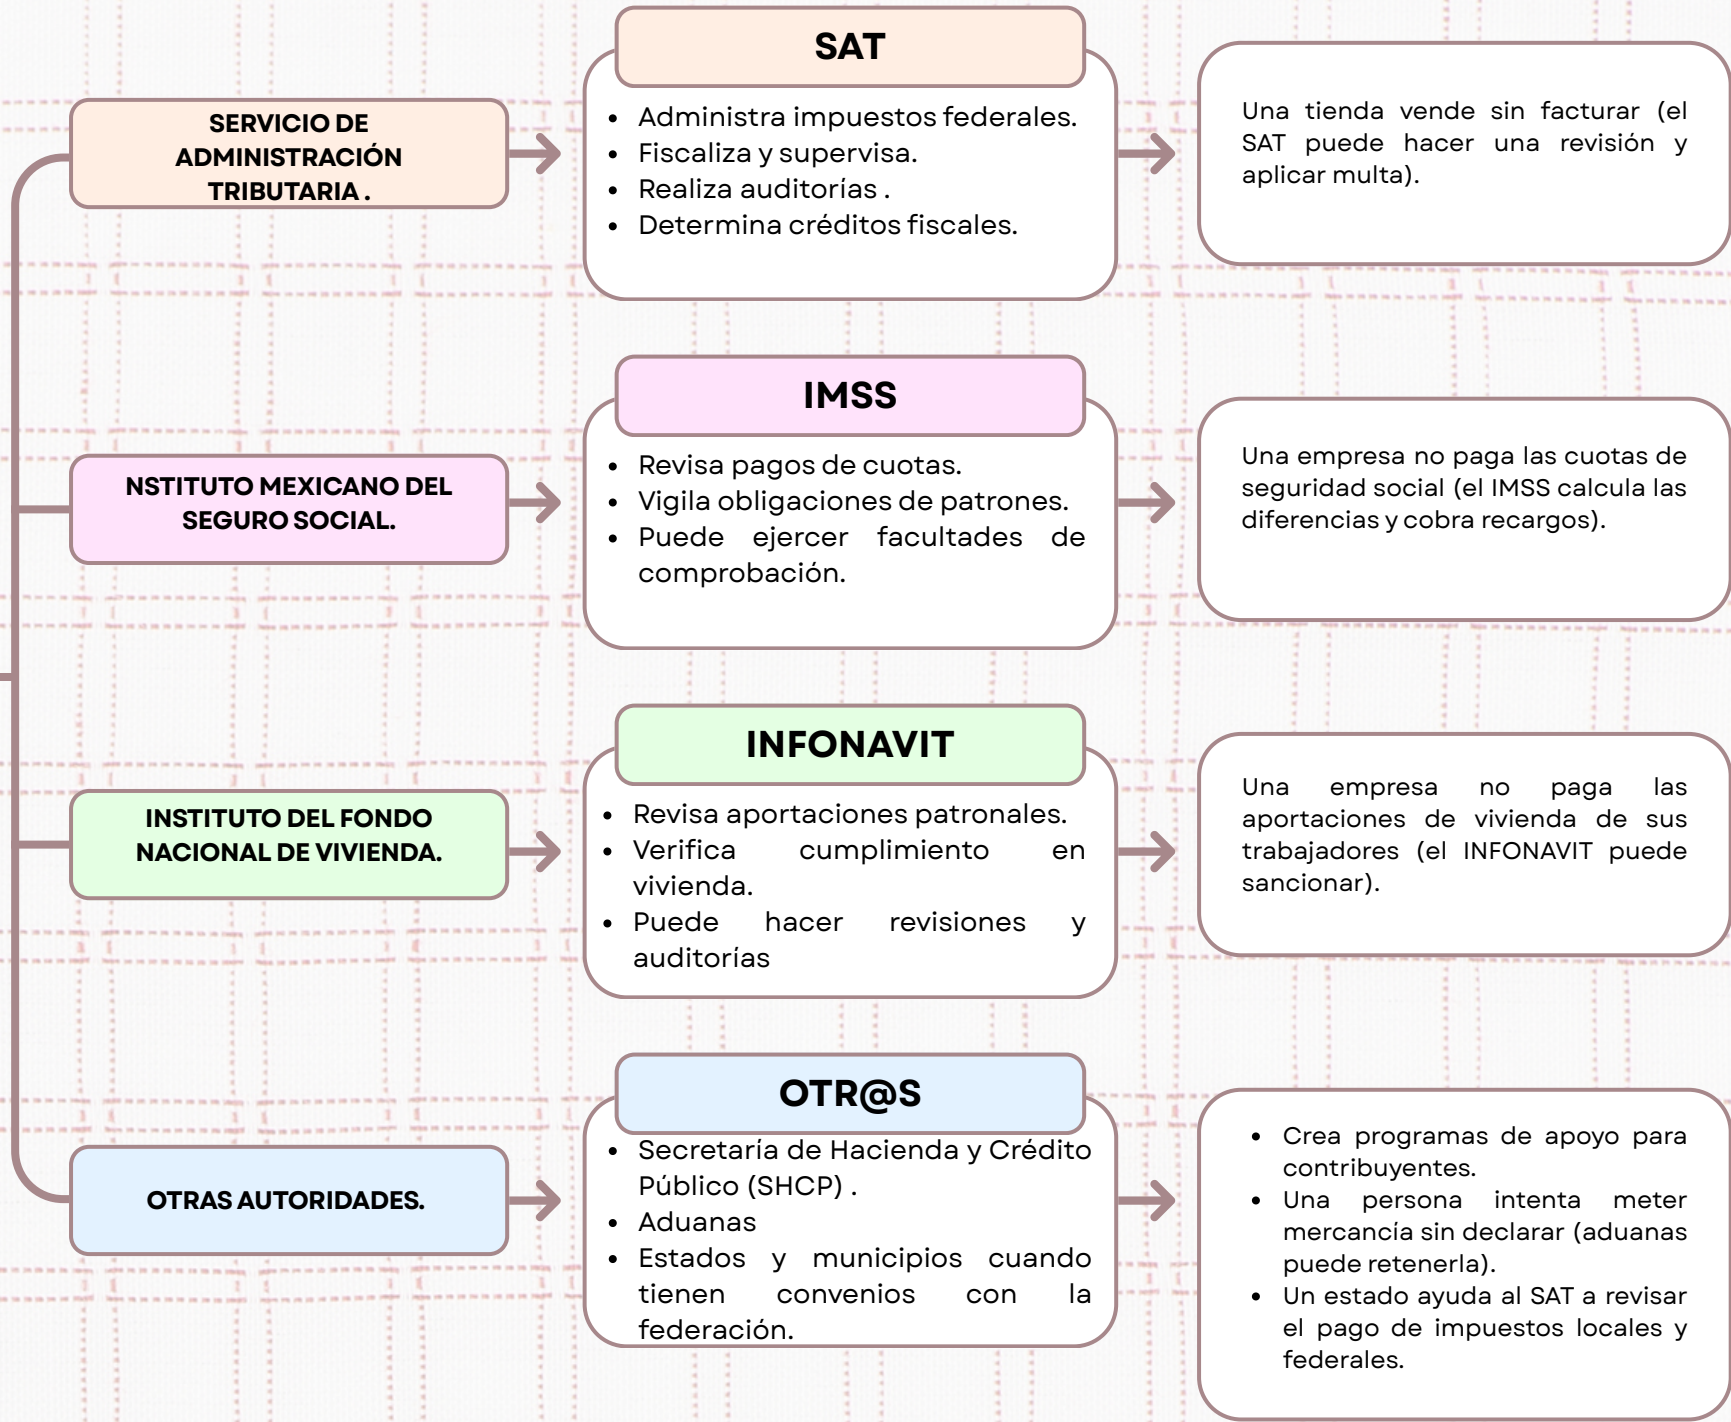 SERVICIO DE
ADMINISTRACIÓN
TRIBUTARIA .
SAT
• Administra impuestos federales.
• Fiscaliza y supervisa.
• Realiza auditorías .
• Determina créditos fiscales.
Una tienda vende sin facturar (el
SAT puede hacer una revisión y
aplicar multa).
NSTITUTO MEXICANO DEL
SEGURO SOCIAL.
IMSS
• Revisa pagos de cuotas.
• Vigila obligaciones de patrones.
• Puede ejercer facultades de
comprobación.
Una empresa no paga las cuotas de
seguridad social (el IMSS calcula las
diferencias y cobra recargos).
INSTITUTO DEL FONDO
NACIONAL DE VIVIENDA.
INFONAVIT
• Revisa aportaciones patronales.
• Verifica cumplimiento en
vivienda.
• Puede hacer revisiones y
auditorías
Una empresa no paga las
aportaciones de vivienda de sus
trabajadores (el INFONAVIT puede
sancionar).
OTRAS AUTORIDADES.
OTR@S
• Secretaría de Hacienda y Crédito
Público (SHCP) .
• Aduanas
• Estados y municipios cuando
tienen convenios con la
federación.
• Crea programas de apoyo para
contribuyentes.
• Una persona intenta meter
mercancía sin declarar (aduanas
puede retenerla).
• Un estado ayuda al SAT a revisar
el pago de impuestos locales y
federales.